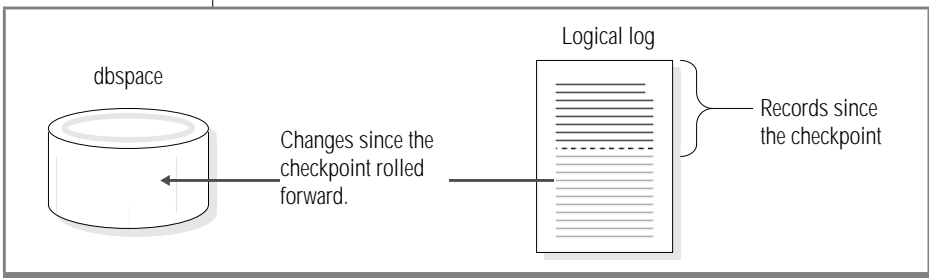 Logical log
dbspace
Records since
the checkpoint
Changes since the
checkpoint rolled
forward.